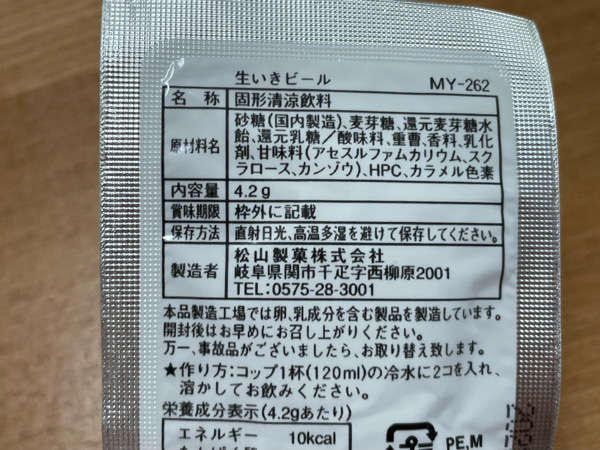 生いきビール MY-262
名 称 固形清涼飲料
原材料名 砂糖(国内製造)、麦芽糖、還元麦芽糖水
飴、還元乳糖／酸味料、重曹、香料、乳化
剤、甘味料(アセスルファムカリウム、スク
ラロース、カンゾウ)、HPC、カラメル色素
内容量 4.2g
賞味期限 枠外に記載
保存方法 直射日光、高温多湿を避けて保存してください。
製造者 松山製菓株式会社
岐阜県関市千疋字西柳原2001
TEL:0575-28-3001
本品製造工場では卵、乳成分を含む製品を製造しています。
開封後はお早めにお召し上がりください。
万一、事故品がございましたら、お取り替え致します。
★作り方:コップ1杯(120ml)の冷水に2コを入れ、
溶かしてお飲みください。
栄養成分表示(4.2gあたり)
エネルギー 10kcal
PE,M